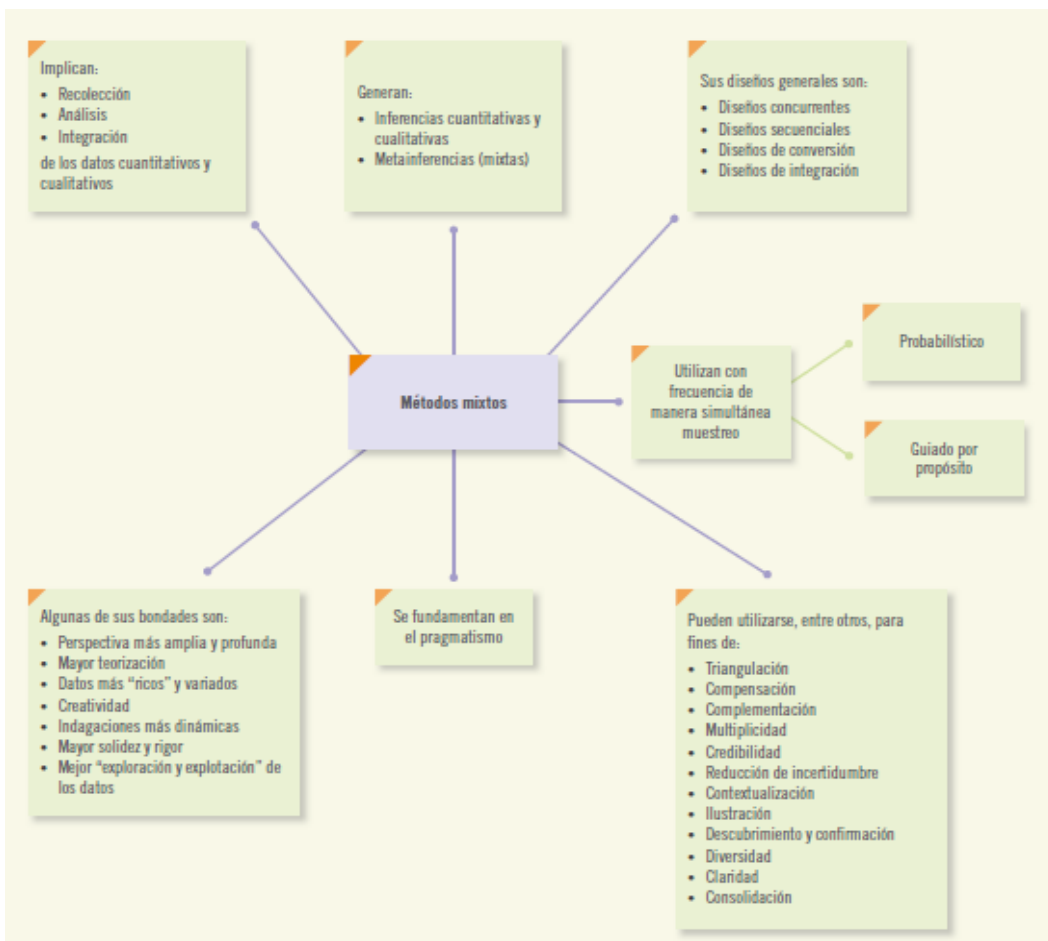 Implican:
• Recolección
• Análisis
• Integración
de los datos cuantitativos y
cualitativos
Generan:
• Inferencias cuantitativas y
cualitativas
• Metainferencias (mixtas)
Sus diseños generales son:
• Diseños concurrentes
• Diseños secuenciales
• Diseños de conversión
• Diseños de integración
Métodos mixtos
Utilizan con
frecuencia de
manera simultánea
muestreo
Probabilístico
Guiado por
propósito
Algunas de sus bondades son:
• Perspectiva más amplia y profunda
• Mayor teorización
• Datos más “ricos” y variados
• Creatividad
• Indagaciones más dinámicas
• Mayor solidez y rigor
• Mejor “exploración y explotación” de
los datos
Se fundamentan en
el pragmatismo
Pueden utilizarse, entre otros, para
fines de:
• Triangulación
• Compensación
• Complementación
• Multiplicidad
• Credibilidad
• Reducción de incertidumbre
• Contextualización
• Ilustración
• Descubrimiento y confirmación
• Diversidad
• Claridad
• Consolidación